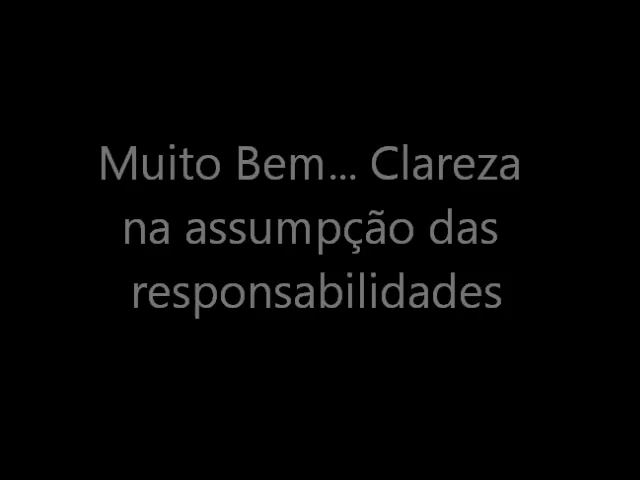 Muito Bem... Clareza
na assumpção das
responsabilidades